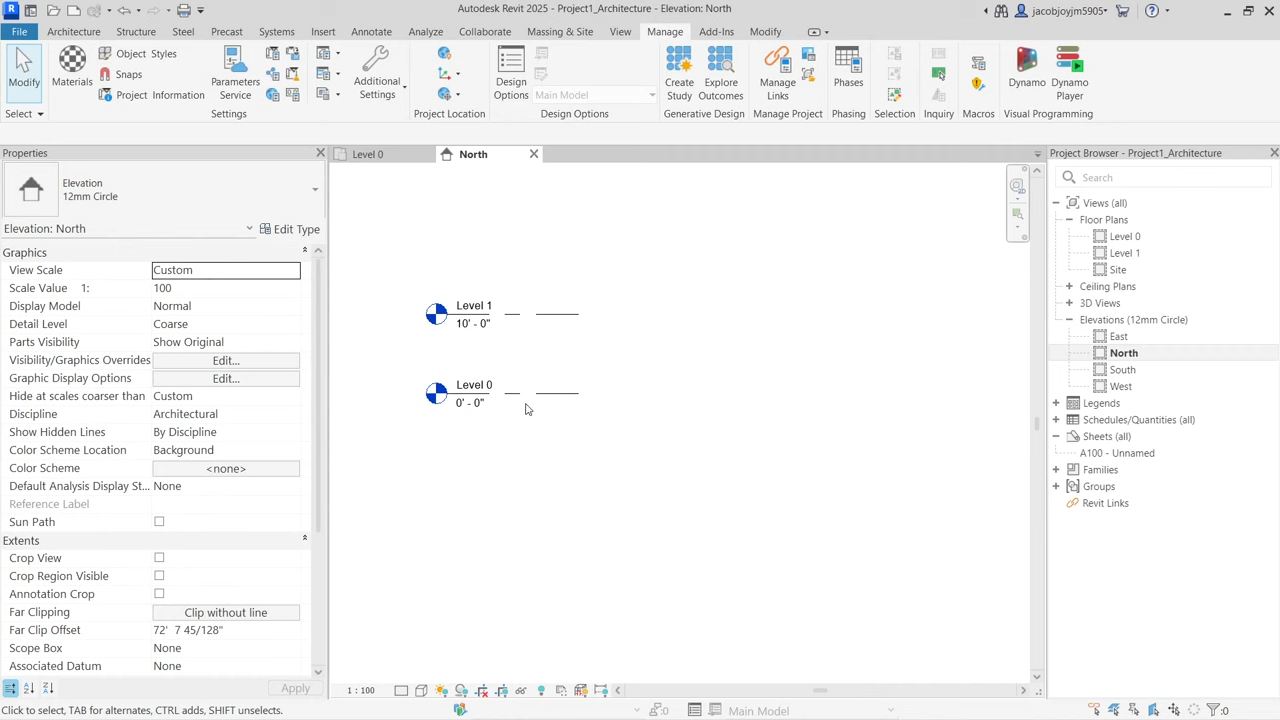 Autodesk Revit 2025 - Project1_Architecture - Elevation: North
jacobjoyjm5905
File Architecture Structure Steel Precast Systems Insert Annotate Analyze Collaborate Massing & Site View Manage Add-Ins Modify
Modify
Select
Materials
Object Styles
Snaps
Project Information
Parameters
Service
Additional
Settings
Settings
Project Location
Design
Options
Main Model
Design Options
Create
Study
Explore
Outcomes
Generative Design
Manage
Links
Manage Project
Phases
Phasing
Selection
Inquiry
Macros
Dynamo
Dynamo
Player
Visual Programming
Properties
Elevation
12mm Circle
Elevation: North
Edit Type
Graphics
View Scale Custom
Scale Value 1: 100
Display Model Normal
Detail Level Coarse
Parts Visibility Show Original
Visibility/Graphics Overrides Edit...
Graphic Display Options Edit...
Hide at scales coarser than Custom
Discipline Architectural
Show Hidden Lines By Discipline
Color Scheme Location Background
Color Scheme <none>
Default Analysis Display St... None
Reference Label
Sun Path
Extents
Crop View
Crop Region Visible
Annotation Crop
Far Clipping Clip without line
Far Clip Offset 72' 7 45/128"
Scope Box None
Associated Datum None
Apply
Level 0
North
Level 1
10' - 0"
Level 0
0' - 0"
2D
1 : 100
Project Browser - Project1_Architecture
Search
Views (all)
Floor Plans
Level 0
Level 1
Site
Ceiling Plans
3D Views
Elevations (12mm Circle)
East
North
South
West
Legends
Schedules/Quantities (all)
Sheets (all)
A100 - Unnamed
Families
Groups
Revit Links
Click to select, TAB for alternates, CTRL adds, SHIFT unselects.
:0
Main Model
:0